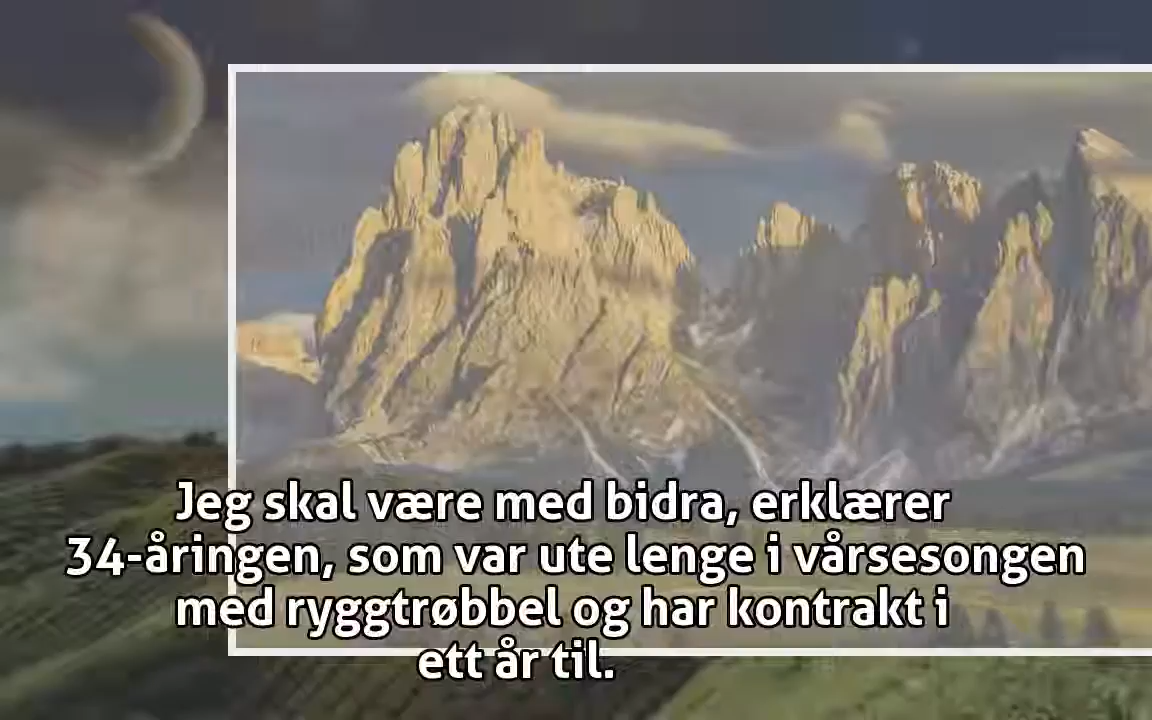 Jeg skal være med bidra, erklærer
34-åringen, som var ute lenge i vårsesongen
med ryggtrøbbel og har kontrakt i
ett år til.